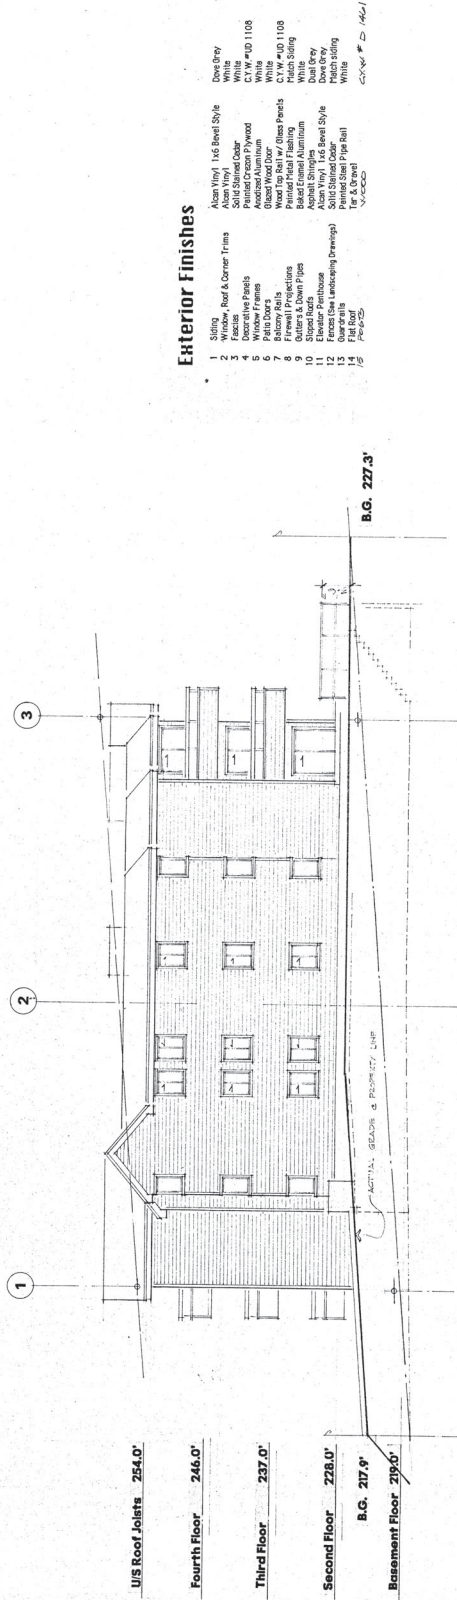 3
2
1
U/S Roof Joists 254.0'
Fourth Floor 246.0'
Third Floor 237.0'
Second Floor 228.0'
B.G. 217.9'
Basement Floor 219.0'
ACTUAL GRADE @ PROPERTY LINE
B.G. 227.3'
Exterior Finishes
1 Siding Alcan Vinyl 1x6 Bevel Style Dove Grey
2 Window, Roof & Corner Trims Alcan Vinyl White
3 Fascias Solid Stained Cedar White
4 Decorative Panels Painted Crezon Plywood C.Y.W. #UD 1108
5 Window Frames Anodized Aluminum White
6 Patio Doors Glazed Wood Door White
7 Balcony Rails Wood Top Rail w/ Glass Panels C.Y.W. #UD 1108
8 Firewall Projections Painted Metal Flashing Match Siding
9 Gutters & Down Pipes Baked Enamel Aluminum White
10 Sloped Roofs Asphalt Shingles Dual Grey
11 Elevator Penthouse Alcan Vinyl 1x6 Bevel Style Dove Grey
12 Fences (See Landscaping Drawings) Solid Stained Cedar Match siding
13 Guardrails Painted Steel Pipe Rail White
14 Flat Roof Tar & Gravel
15 POSTS WOOD C.Y.W. # D 1461